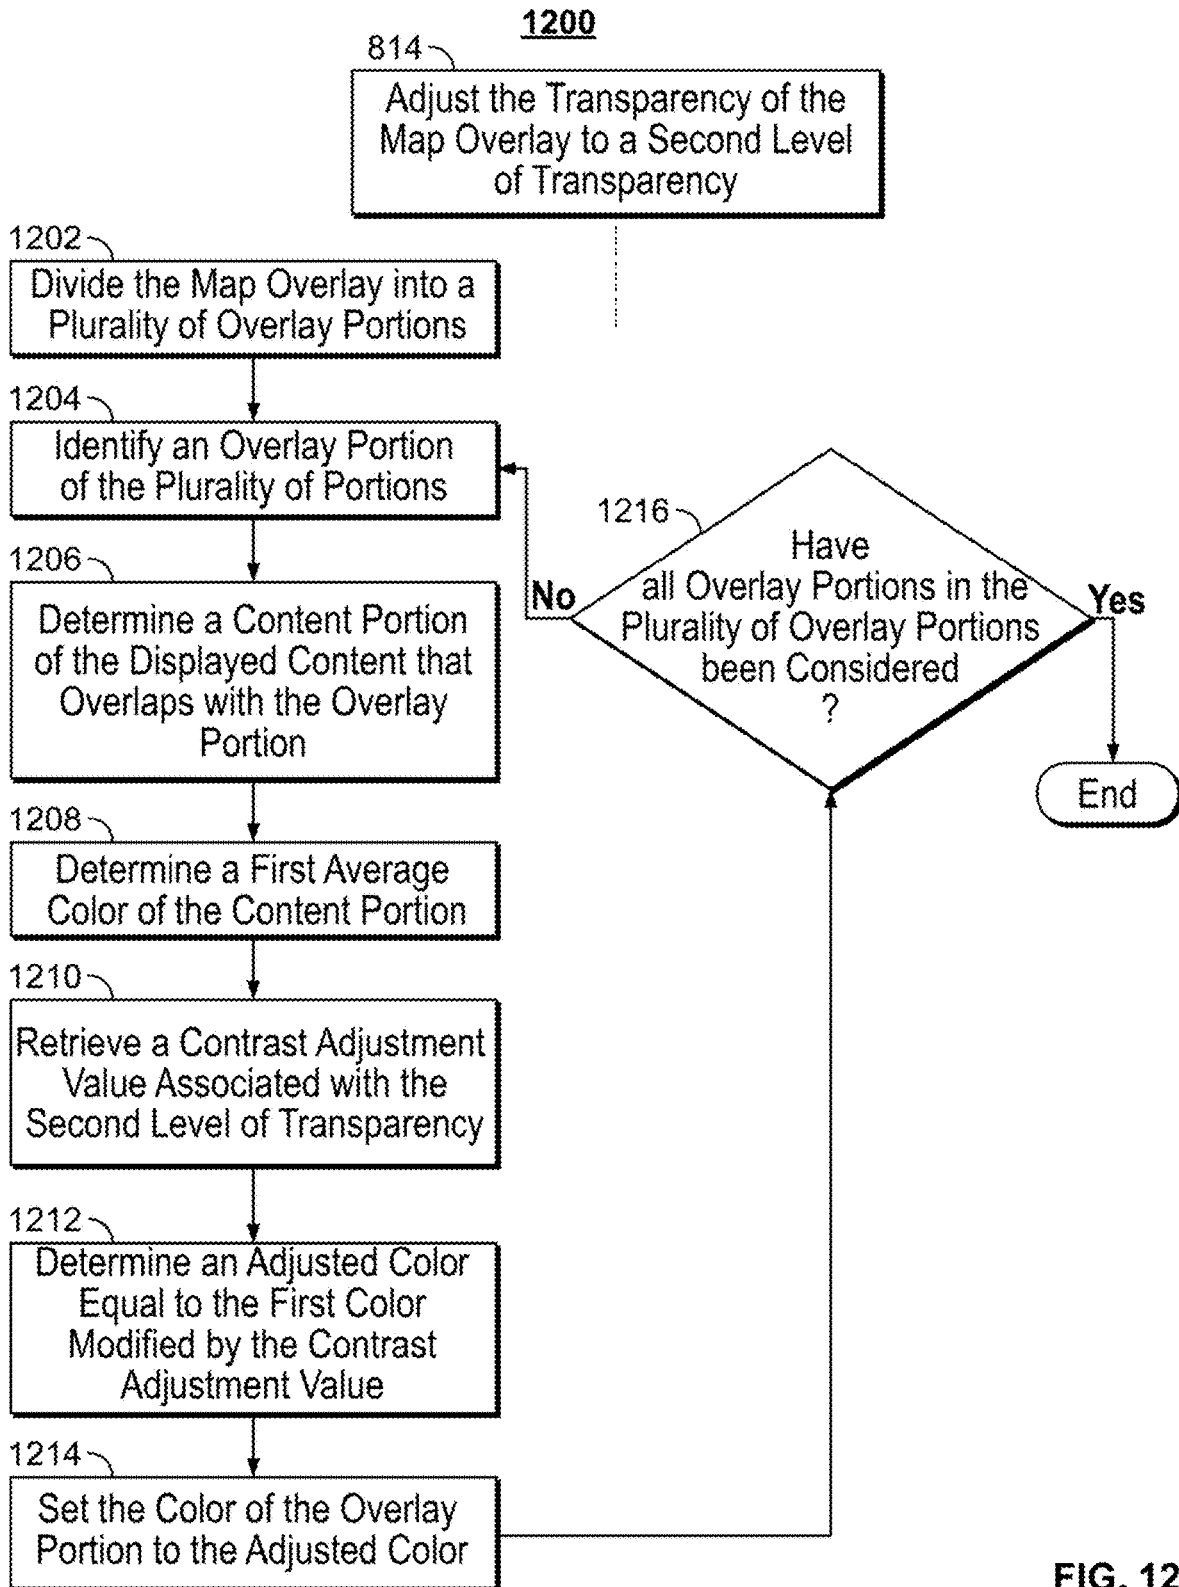 1200
814
Adjust the Transparency of the
Map Overlay to a Second Level
of Transparency
1202
Divide the Map Overlay into a
Plurality of Overlay Portions
1204
Identify an Overlay Portion
of the Plurality of Portions
1206
Determine a Content Portion
of the Displayed Content that
Overlaps with the Overlay
Portion
1208
Determine a First Average
Color of the Content Portion
1210
Retrieve a Contrast Adjustment
Value Associated with the
Second Level of Transparency
1212
Determine an Adjusted Color
Equal to the First Color
Modified by the Contrast
Adjustment Value
1214
Set the Color of the Overlay
Portion to the Adjusted Color
1216
Have
all Overlay Portions in the
Plurality of Overlay Portions
been Considered
?
No
Yes
End
FIG. 12